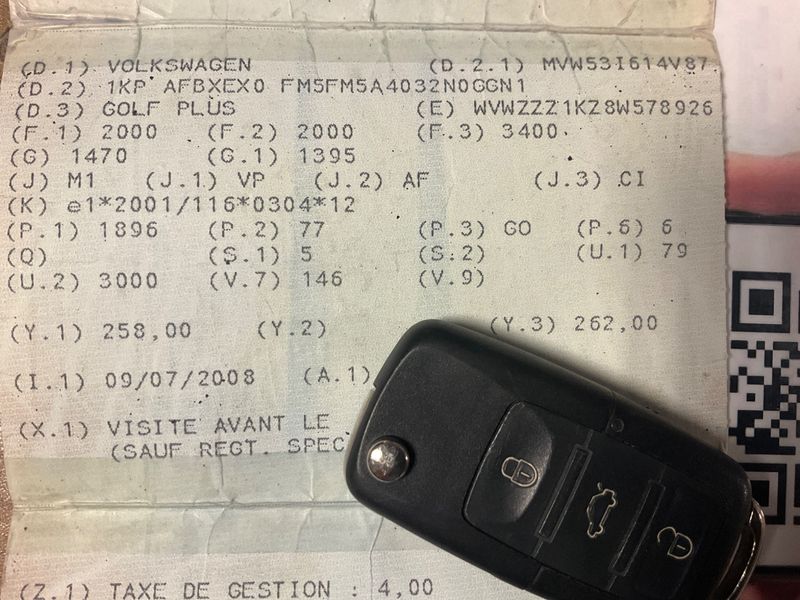 (D.1) VOLKSWAGEN (D.2.1) MVW53I614V87
(D.2) 1KP AFBXEX0 FM5FM5A4032N0GGN1
(D.3) GOLF PLUS (E) WVWZZZ1KZ8W578926
(F.1) 2000 (F.2) 2000 (F.3) 3400
(G) 1470 (G.1) 1395
(J) M1 (J.1) VP (J.2) AF (J.3) CI
(K) e1*2001/116*0304*12
(P.1) 1896 (P.2) 77 (P.3) GO (P.6) 6
(Q) (S.1) 5 (S.2) (U.1) 79
(U.2) 3000 (V.7) 146 (V.9)
(Y.1) 258,00 (Y.2) (Y.3) 262,00
(I.1) 09/07/2008 (A.1)
(X.1) VISITE AVANT LE
(SAUF REGT. SPEC
(Z.1) TAXE DE GESTION : 4,00